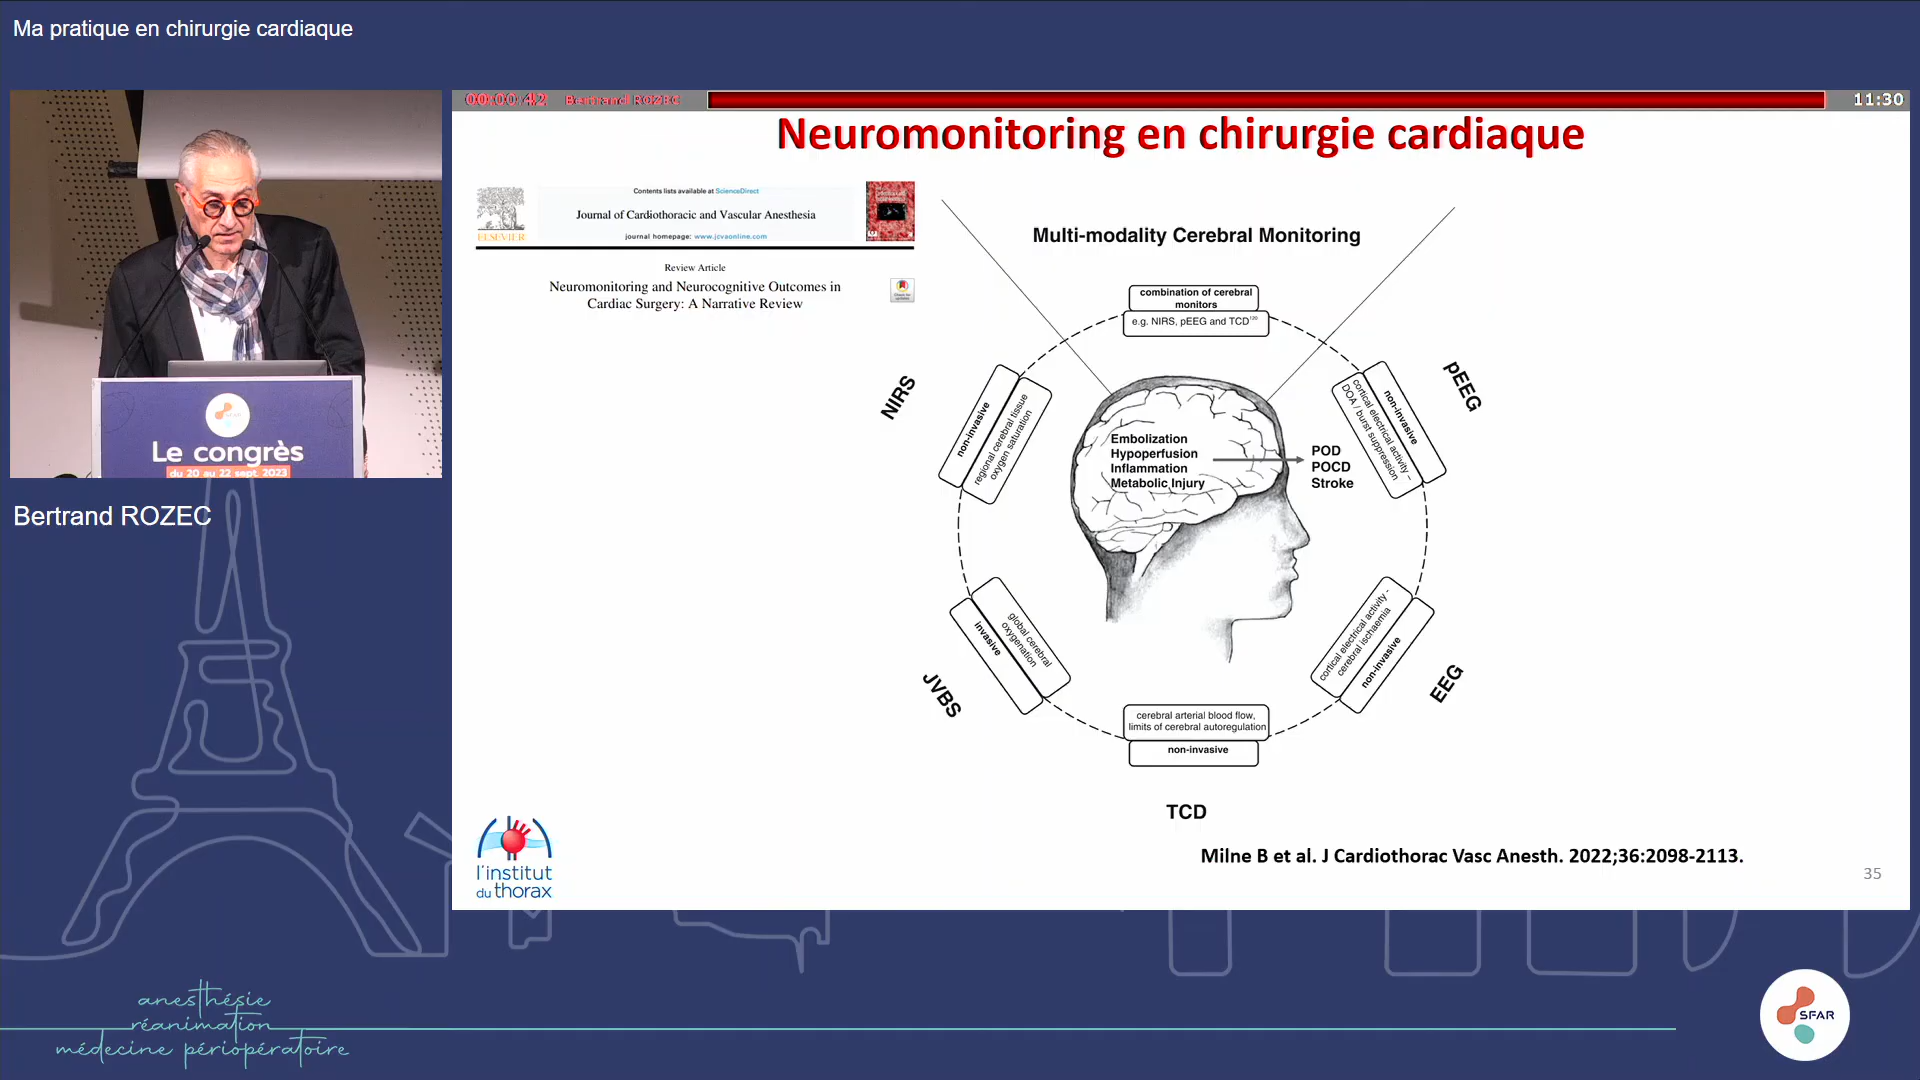 Ma pratique en chirurgie cardiaque
00:00:42 Bertrand ROZEC 11:30
Neuromonitoring en chirurgie cardiaque
ELSEVIER
Contents lists available at ScienceDirect
Journal of Cardiothoracic and Vascular Anesthesia
journal homepage: www.jcvaonline.com
Review Article
Neuromonitoring and Neurocognitive Outcomes in
Cardiac Surgery: A Narrative Review
Check for
updates
Multi-modality Cerebral Monitoring
combination of cerebral
monitors
e.g. NIRS, pEEG and TCD
NIRS
non-invasive
regional cerebral tissue
oxygen saturation
pEEG
non-invasive
cortical electrical activity –
DOA / burst suppression
Embolization
Hypoperfusion
Inflammation
Metabolic Injury
POD
POCD
Stroke
JVBS
invasive
global cerebral
oxygenation
cortical electrical activity -
cerebral ischaemia
non-invasive
EEG
cerebral arterial blood flow,
limits of cerebral autoregulation
non-invasive
TCD
Milne B et al. J Cardiothorac Vasc Anesth. 2022;36:2098-2113.
35
l'institut
du thorax
SFAR
Le congrès
du 20 au 22 sept. 2023
Bertrand ROZEC
anesthésie
réanimation
médecine périopératoire
SFAR